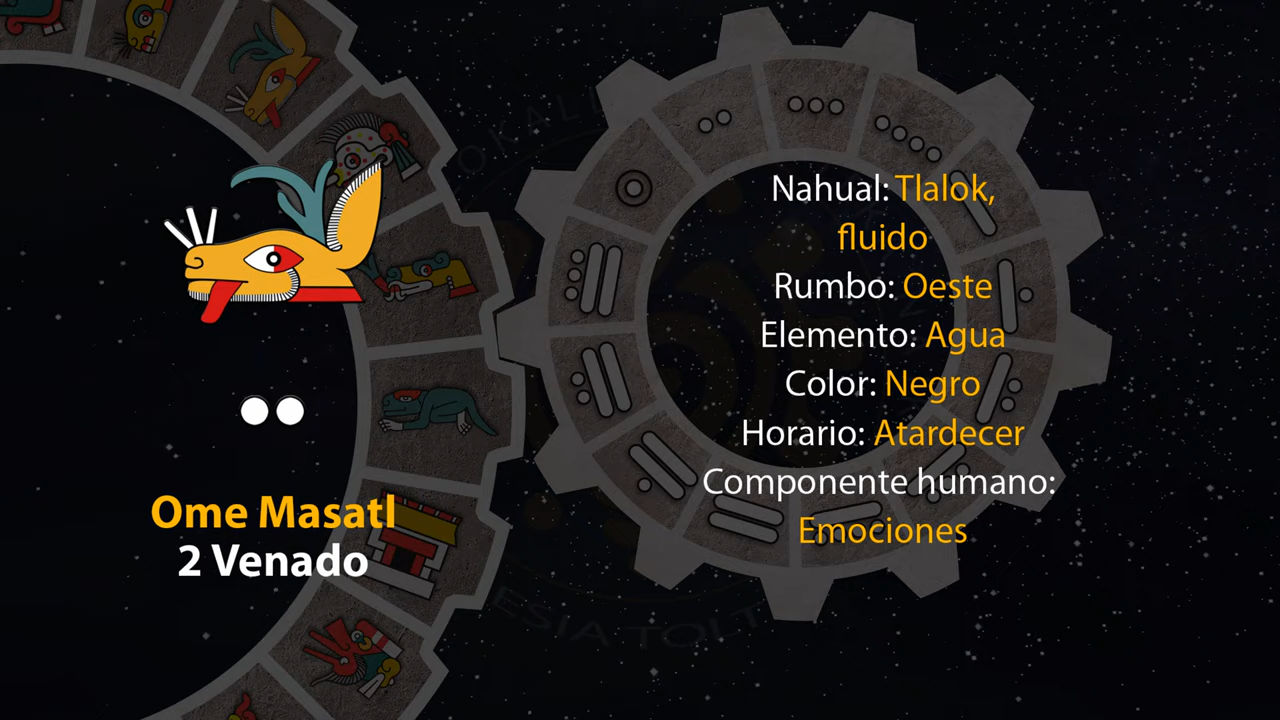 Ome Masatl
2 Venado
Nahual: Tlalok,
fluido
Rumbo: Oeste
Elemento: Agua
Color: Negro
Horario: Atardecer
Componente humano:
Emociones